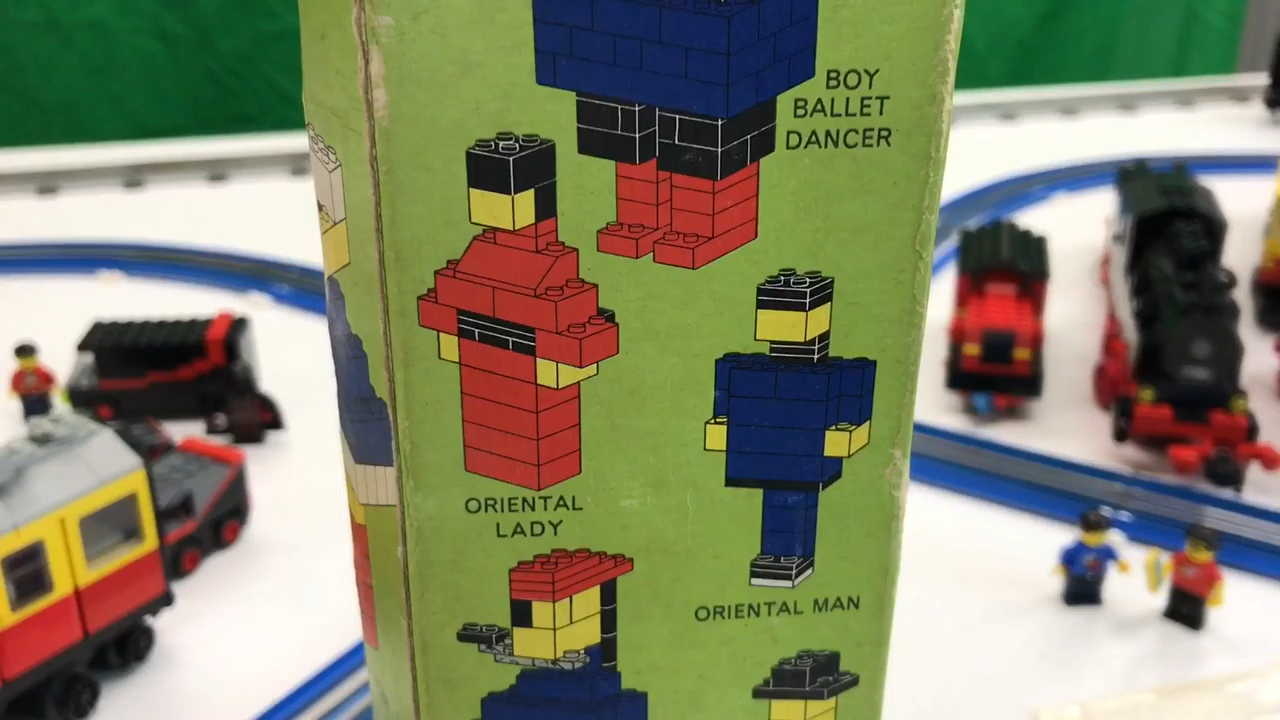 BOY
BALLET
DANCER
ORIENTAL
LADY
ORIENTAL MAN